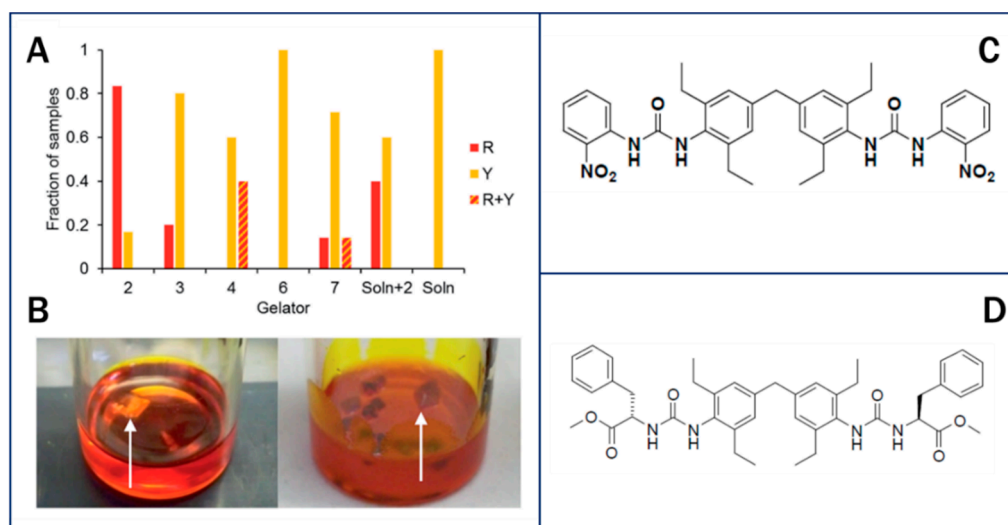 A
Fraction of samples
1
0.8
0.6
0.4
0.2
0
2 3 4 6 7 Soln+2 Soln
Gelator
R
Y
R+Y
B
C
O
N
H
N
H
NO₂
O
N
H
N
H
NO₂
D
O
O
N
H
N
H
O
O
N
H
N
H
O
O